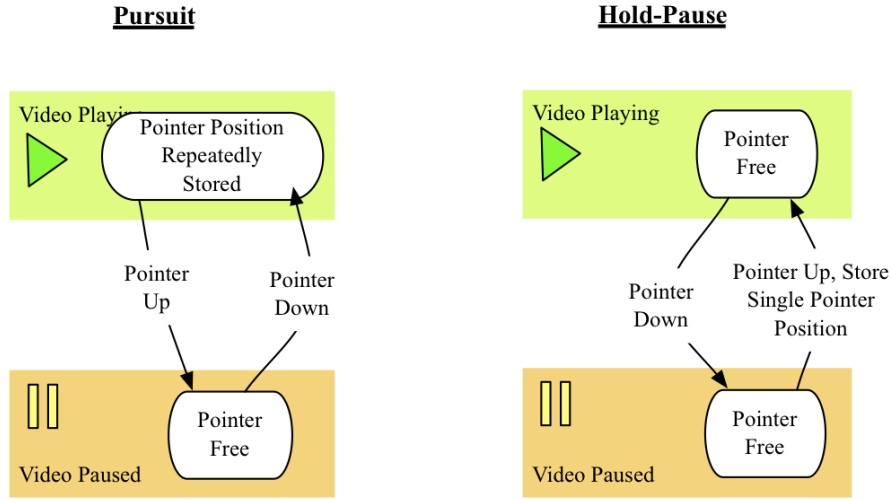 Pursuit
Video Playing
Pointer Position
Repeatedly
Stored
Pointer
Up
Pointer
Down
Pointer
Free
Video Paused
Hold-Pause
Video Playing
Pointer
Free
Pointer
Down
Pointer Up, Store
Single Pointer
Position
Pointer
Free
Video Paused